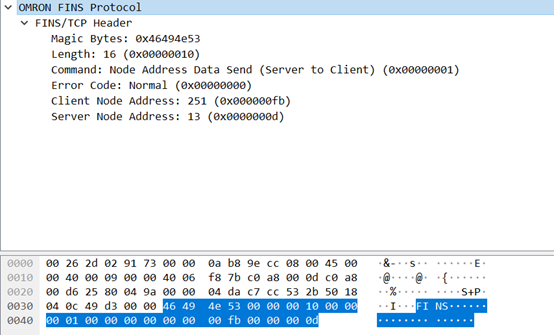 OMRON FINS Protocol
FINS/TCP Header
Magic Bytes: 0x46494e53
Length: 16 (0x00000010)
Command: Node Address Data Send (Server to Client) (0x00000001)
Error Code: Normal (0x00000000)
Client Node Address: 251 (0x000000fb)
Server Node Address: 13 (0x0000000d)
0000 00 26 2d 02 91 73 00 00 0a b8 9e cc 08 00 45 00 ·&-··s·· ······E·
0010 00 40 00 09 00 00 40 06 f8 7b c0 a8 00 0d c0 a8 ·@····@· ·{······
0020 00 d6 25 80 04 9a 00 00 04 da c7 cc 53 2b 50 18 ··%····· ····S+P·
0030 04 0c 49 d3 00 00 46 49 4e 53 00 00 00 10 00 00 ··I···FI NS······
0040 00 01 00 00 00 00 00 00 00 fb 00 00 00 0d ········ ······